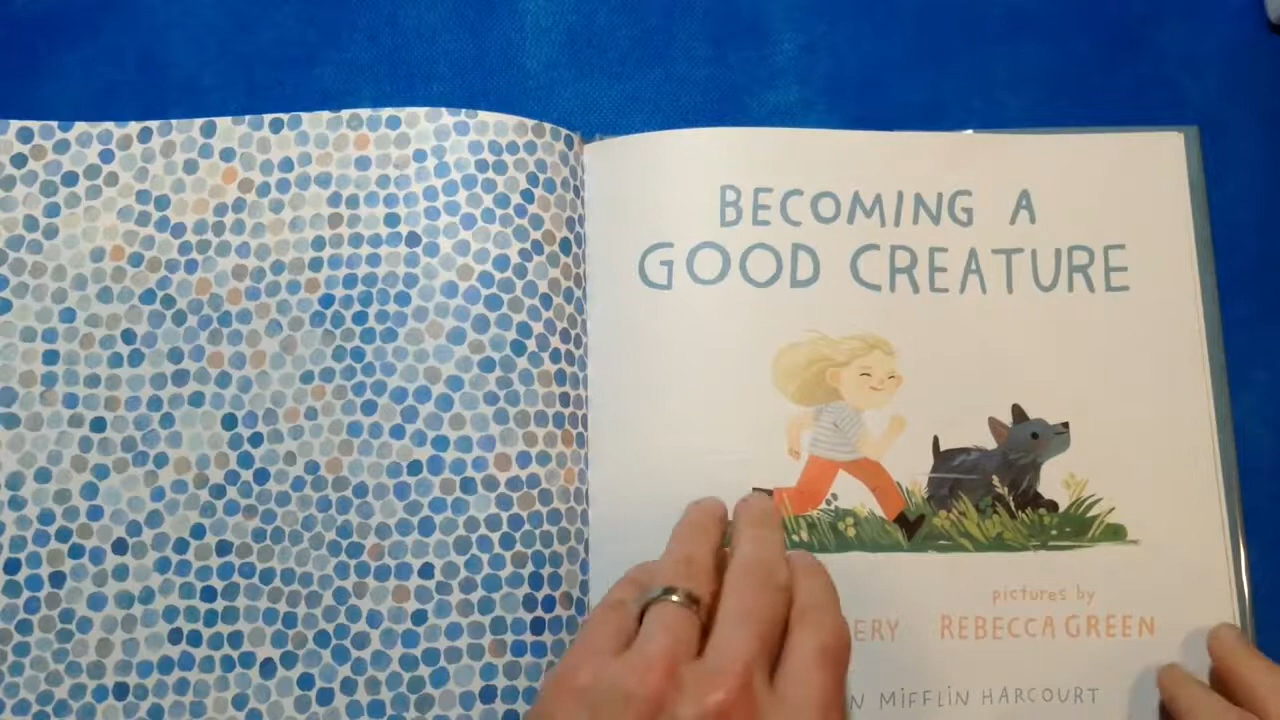 BECOMING A
GOOD CREATURE
pictures by
ERY REBECCA GREEN
N MIFFLIN HARCOURT